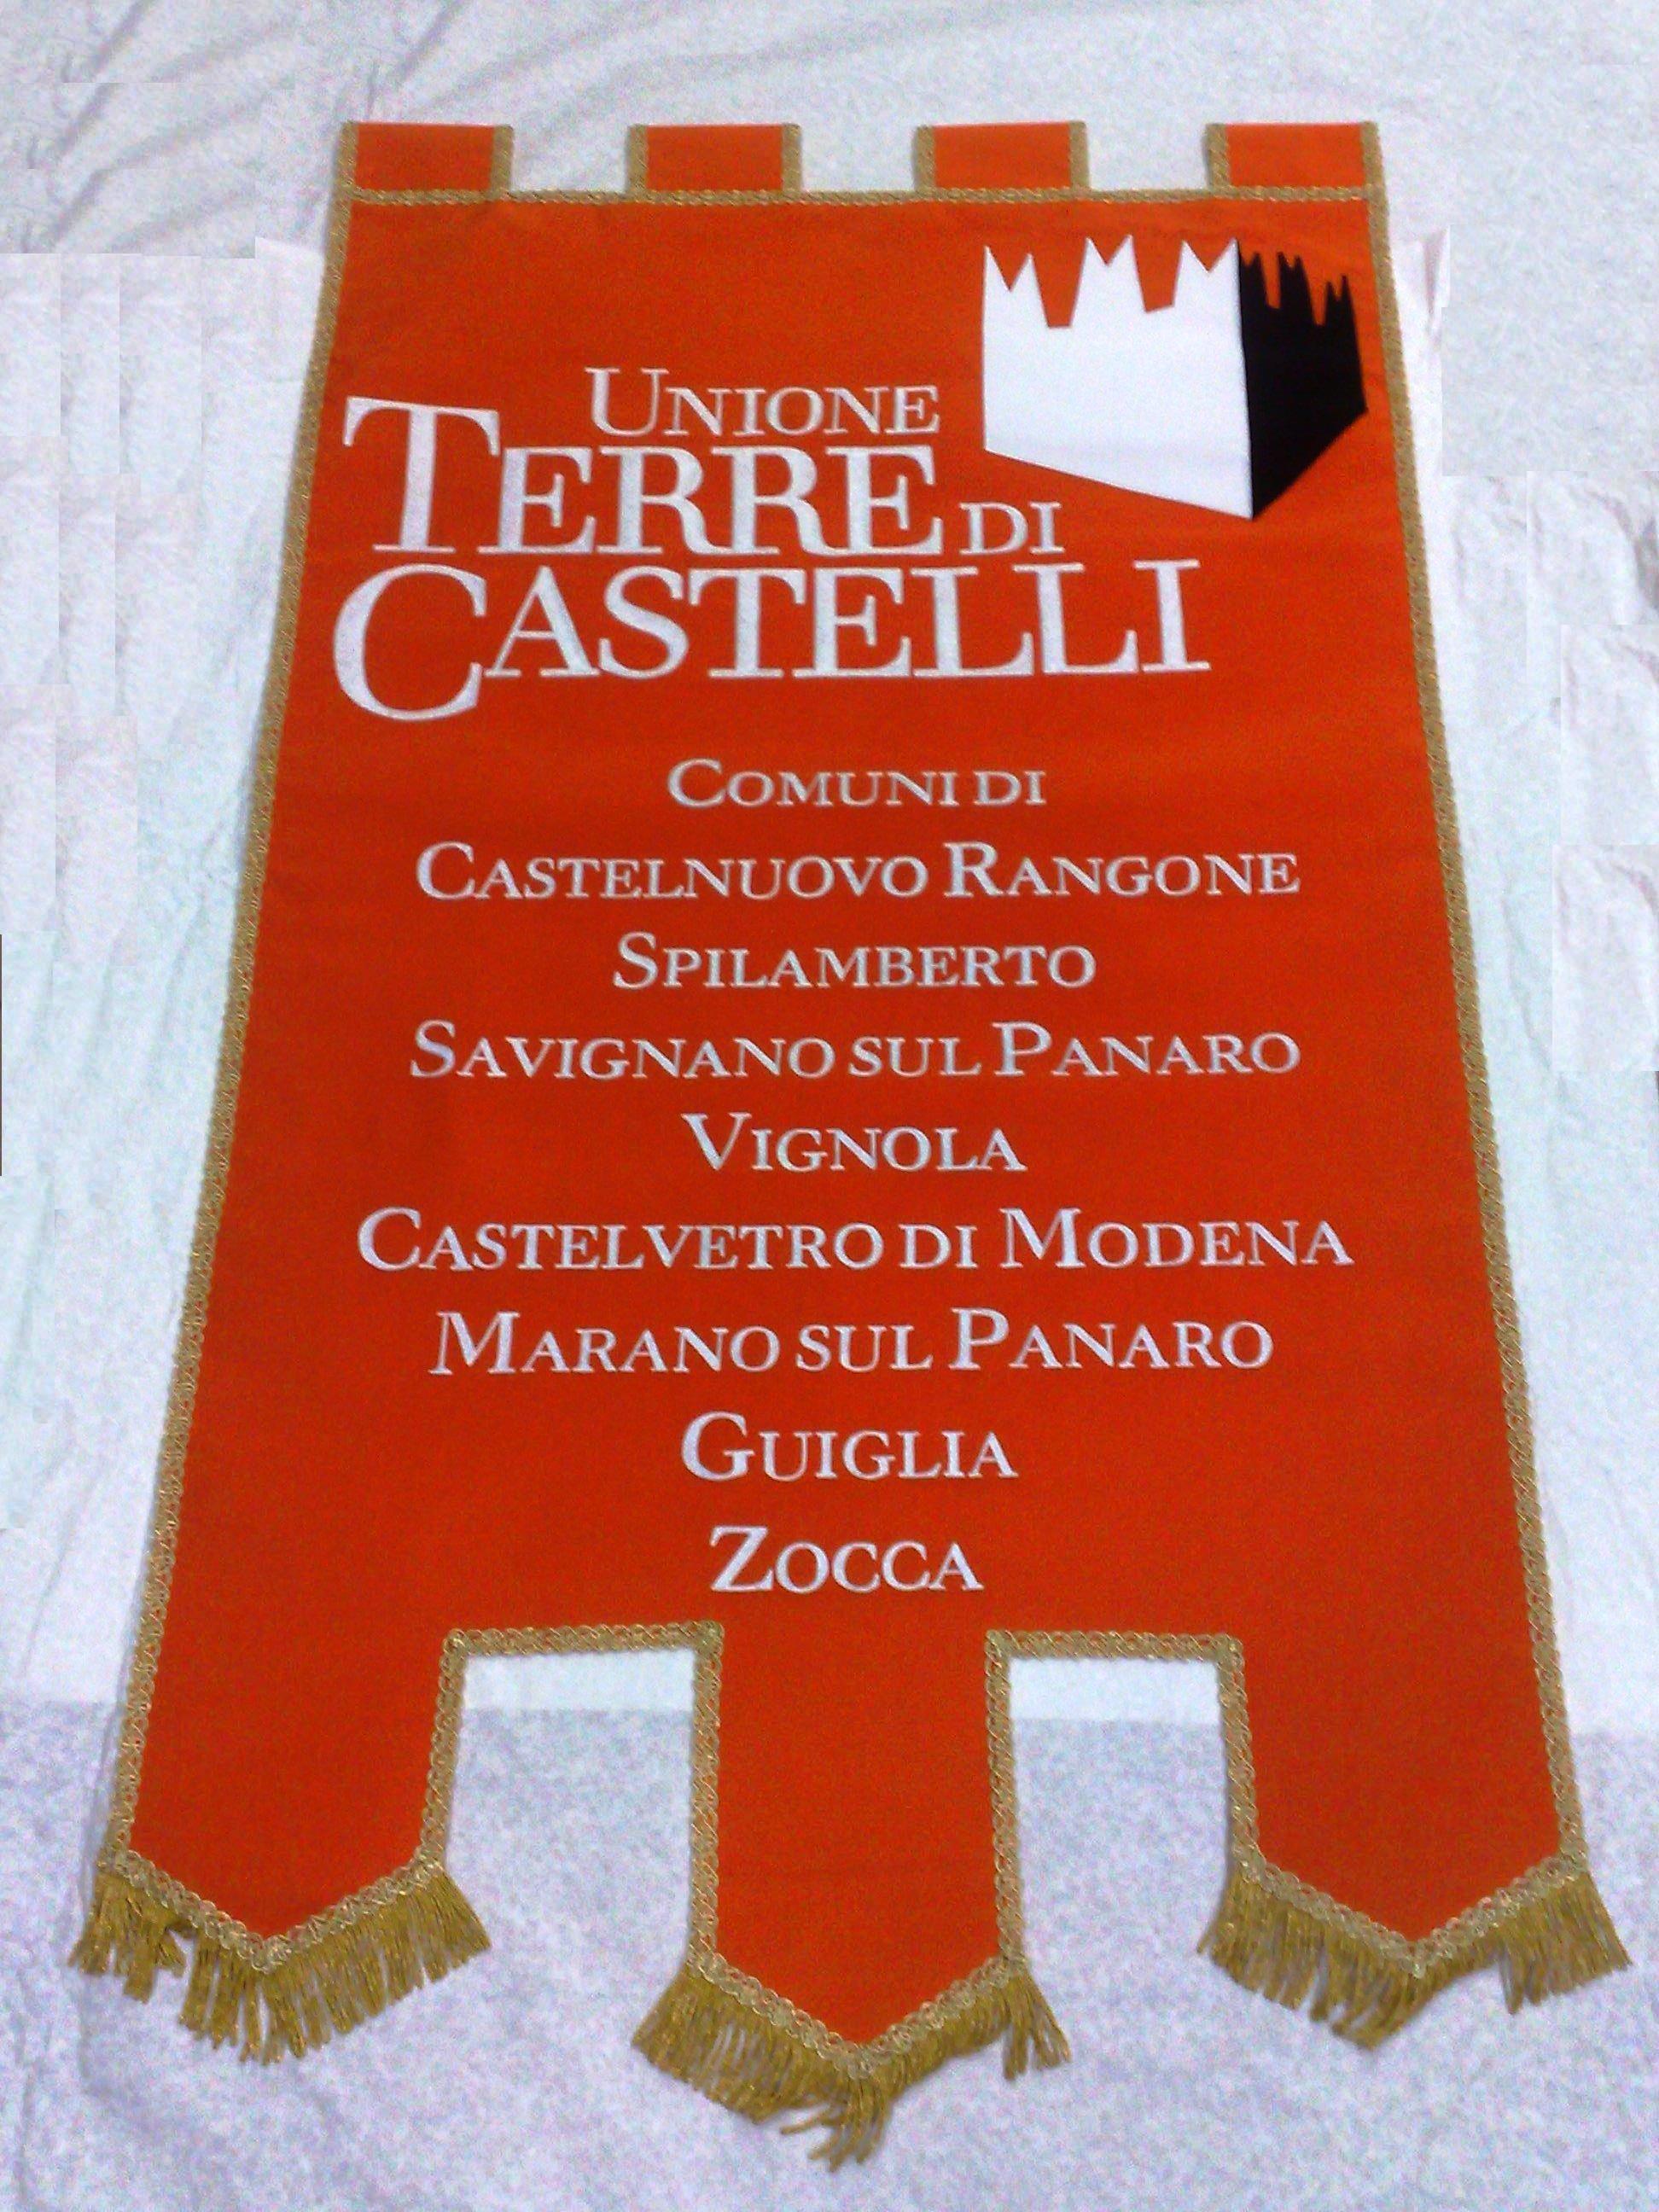 UNIONE
TERRE DI
CASTELLI
COMUNI DI
CASTELNUOVO RANGONE
SPILAMBERTO
SAVIGNANO SUL PANARO
VIGNOLA
CASTELVETRO DI MODENA
MARANO SUL PANARO
GUIGLIA
ZOCCA